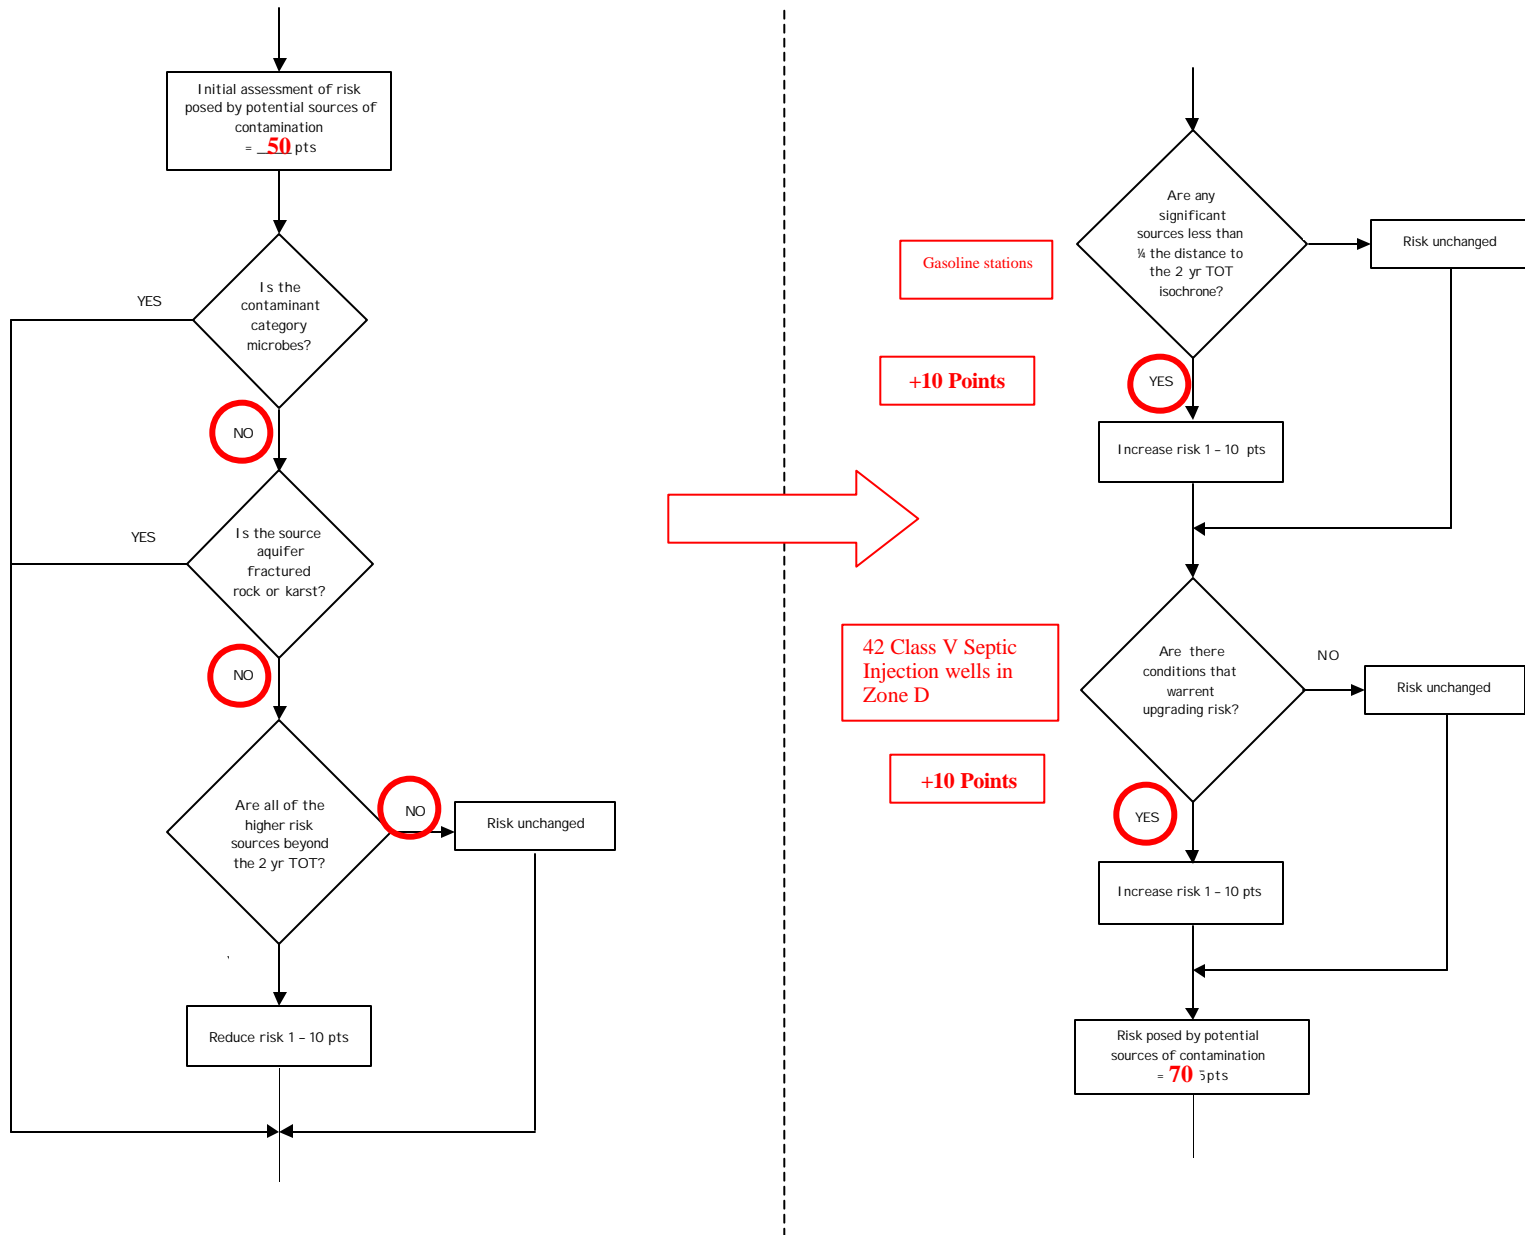 Initial assessment of risk
posed by potential sources of
contamination
= 50 pts
Is the
contaminant
category
microbes?
YES
NO
Is the source
aquifer
fractured
rock or karst?
YES
NO
Are all of the
higher risk
sources beyond
the 2 yr TOT?
NO
Risk unchanged
Reduce risk 1 – 10 pts
Are any
significant
sources less than
¼ the distance to
the 2 yr TOT
isochrone?
Risk unchanged
Gasoline stations
+10 Points
YES
Increase risk 1 – 10 pts
Are there
conditions that
warrent
upgrading risk?
NO
Risk unchanged
42 Class V Septic
Injection wells in
Zone D
+10 Points
YES
Increase risk 1 – 10 pts
Risk posed by potential
sources of contamination
= 70 pts